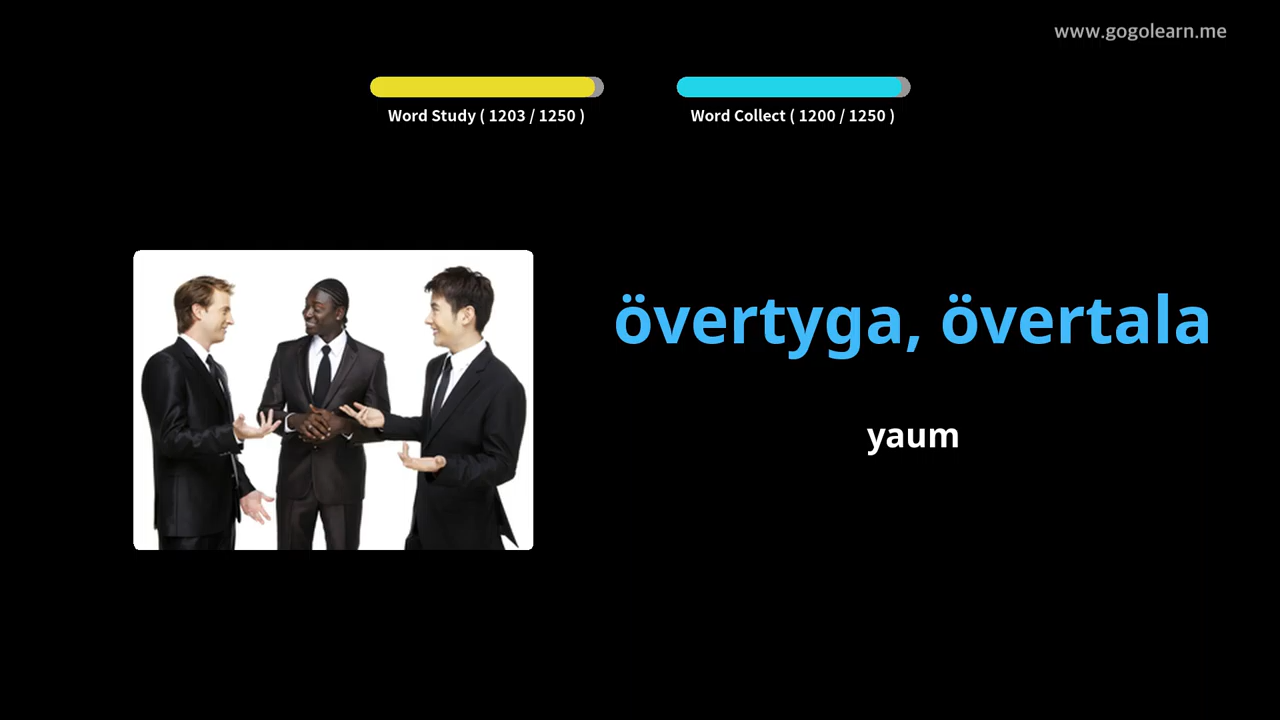 www.gogolearn.me
Word Study ( 1203 / 1250 )
Word Collect ( 1200 / 1250 )
övertyga, övertala
yaum